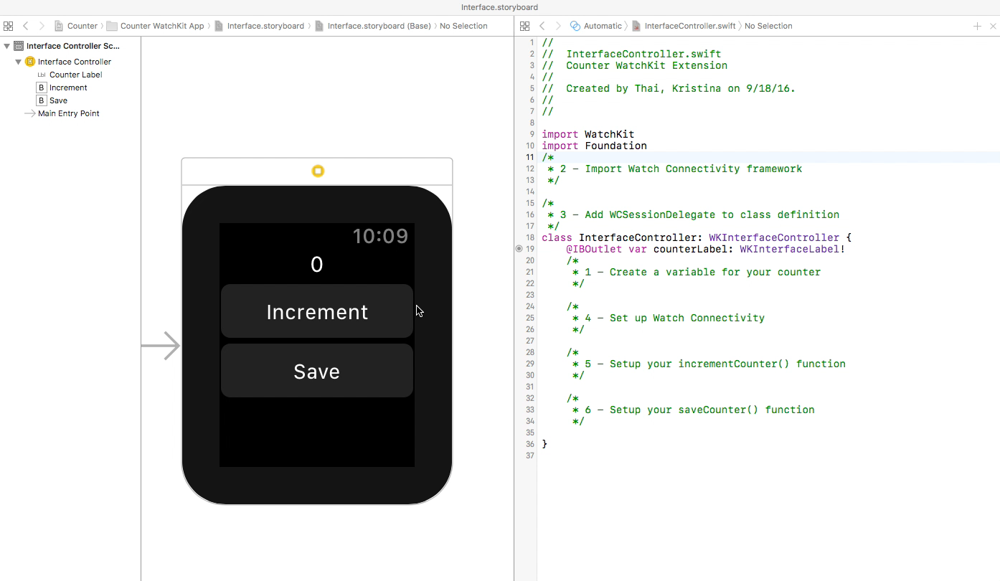 Interface.storyboard
Counter Counter WatchKit App Interface.storyboard Interface.storyboard (Base) No Selection
Automatic InterfaceController.swift No Selection
Interface Controller Sc...
Interface Controller
Lbl Counter Label
B Increment
B Save
Main Entry Point
10:09
0
Increment
Save
1 //
2 //  InterfaceController.swift
3 //  Counter WatchKit Extension
4 //
5 //  Created by Thai, Kristina on 9/18/16.
6 //
7 //
8
9 import WatchKit
10 import Foundation
11 /*
12  * 2 – Import Watch Connectivity framework
13  */
14
15 /*
16  * 3 – Add WCSessionDelegate to class definition
17  */
18 class InterfaceController: WKInterfaceController {
19     @IBOutlet var counterLabel: WKInterfaceLabel!
20     /*
21      * 1 – Create a variable for your counter
22      */
23
24     /*
25      * 4 – Set up Watch Connectivity
26      */
27
28     /*
29      * 5 – Setup your incrementCounter() function
30      */
31
32     /*
33      * 6 – Setup your saveCounter() function
34      */
35
36 }
37